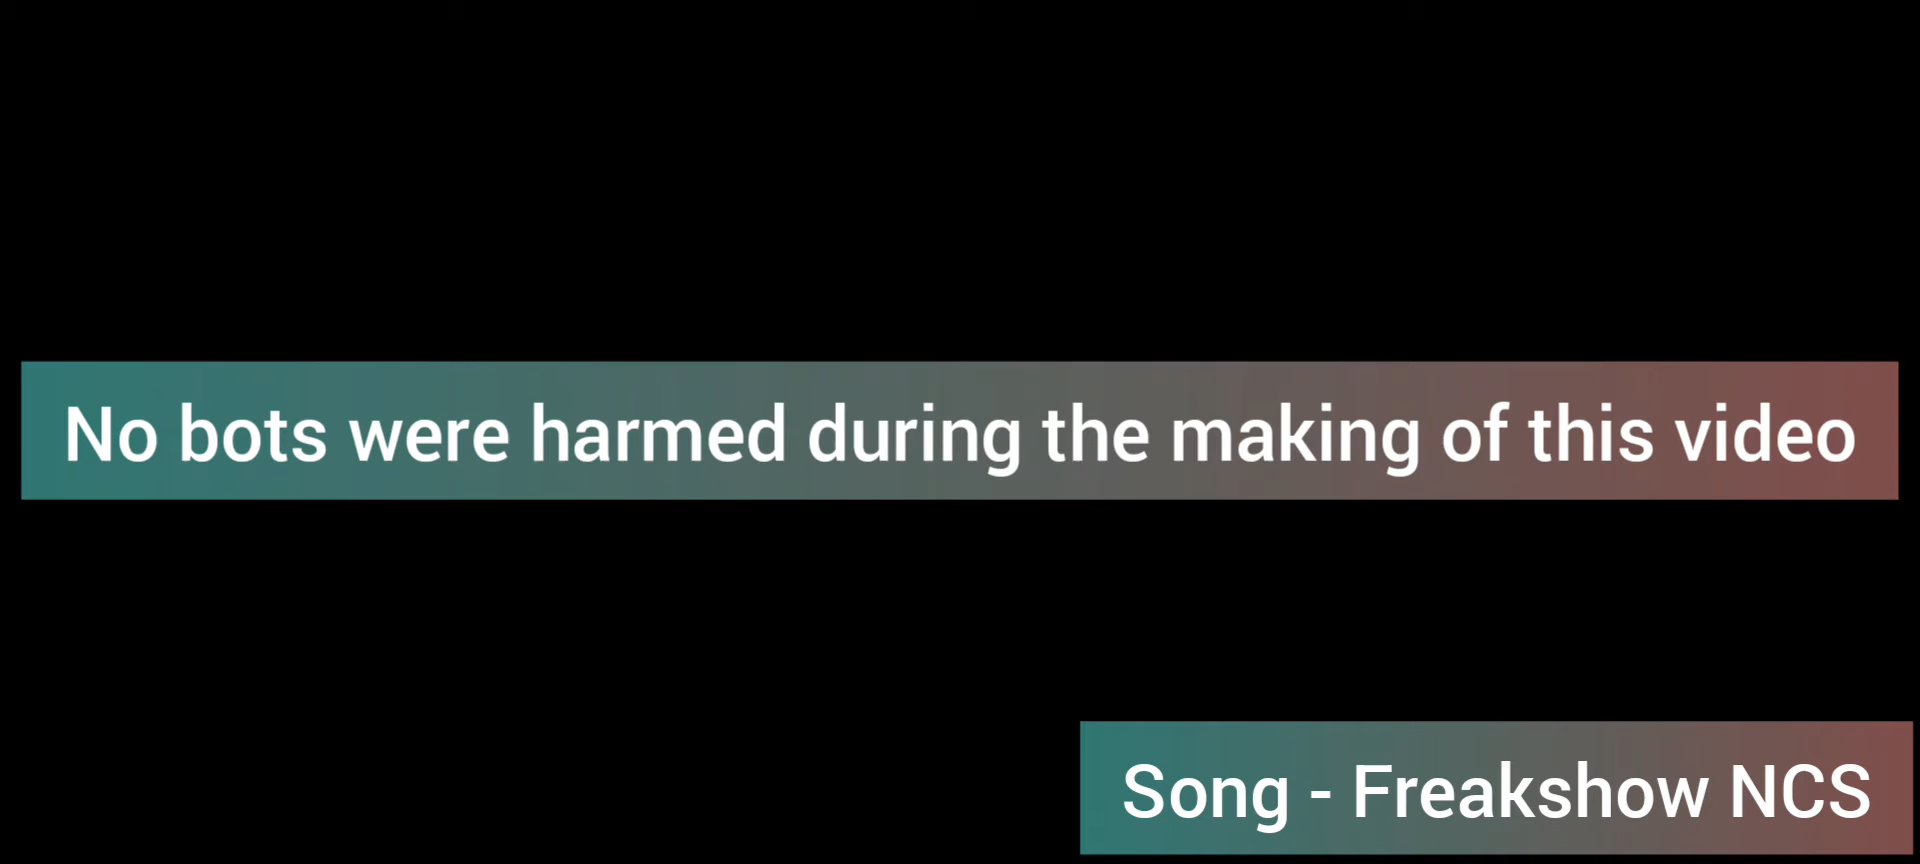 No bots were harmed during the making of this video
Song - Freakshow NCS